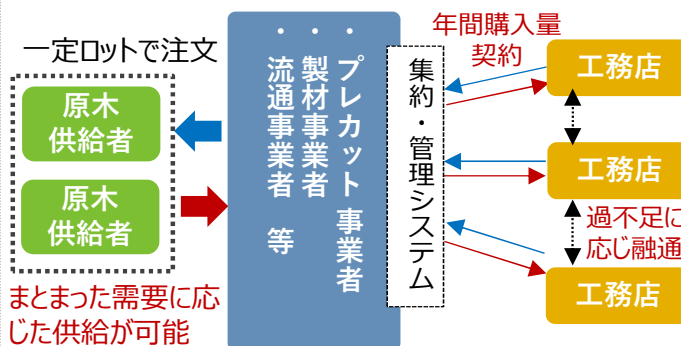 一定ロットで注文
原木
供給者
原木
供給者
まとまった需要に応
じた供給が可能
・プレカット事業者
・製材事業者
・流通事業者 等
集約・管理システム
年間購入量
契約
工務店
工務店
過不足に
応じ融通
工務店